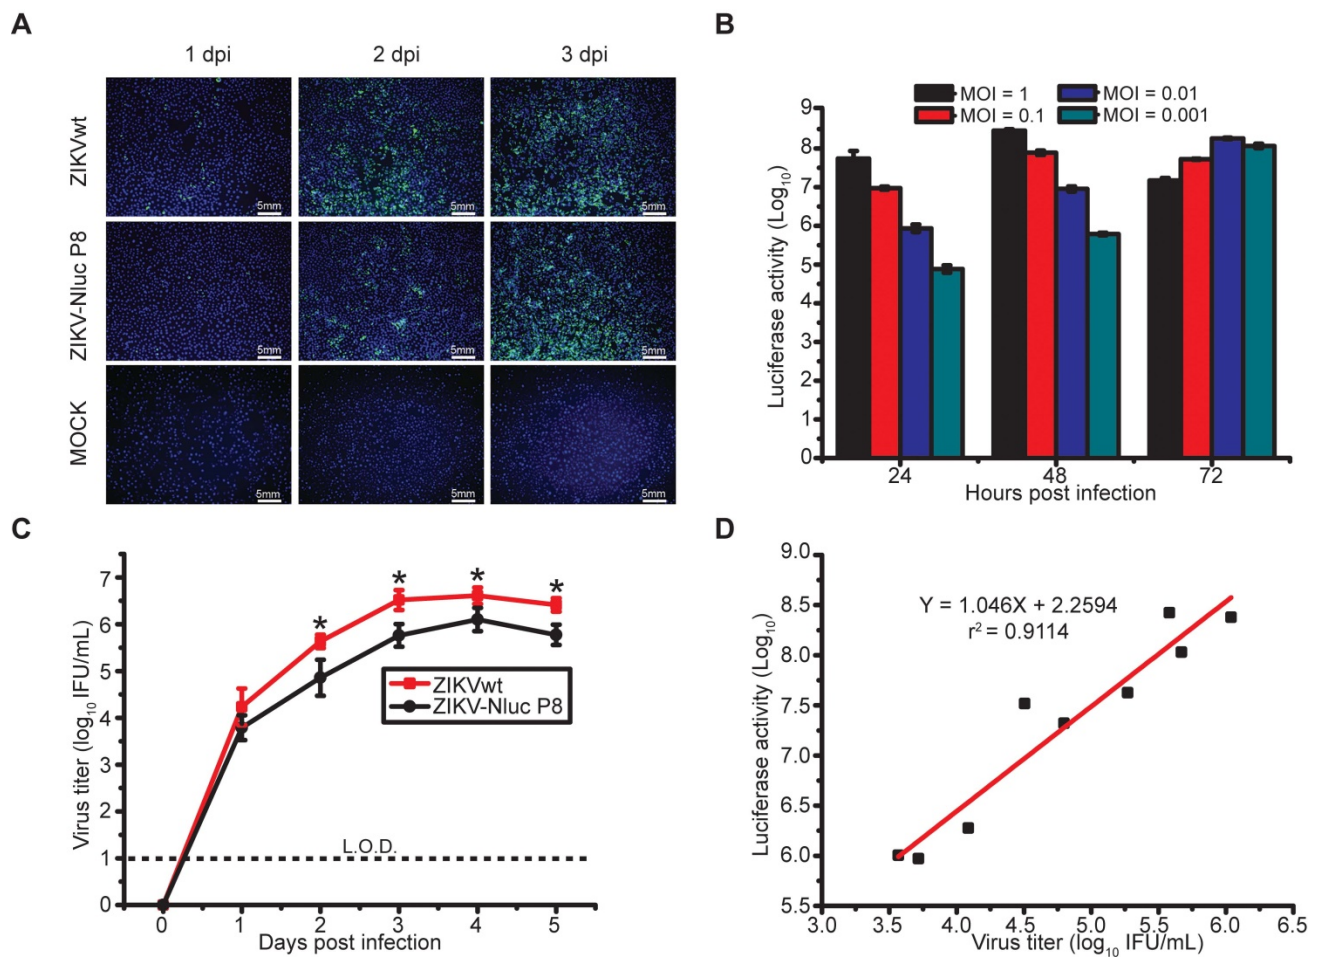 A
1 dpi 2 dpi 3 dpi
ZIKVwt
5mm 5mm 5mm
ZIKV-Nluc P8
5mm 5mm 5mm
MOCK
5mm 5mm 5mm
B
MOI = 1 MOI = 0.01
MOI = 0.1 MOI = 0.001
Luciferase activity (Log10)
9
8
7
6
5
4
3
2
1
0
24 48 72
Hours post infection
C
Virus titer (log10 IFU/mL)
7
6
5
4
3
2
1
0
* * * *
ZIKVwt
ZIKV-Nluc P8
L.O.D.
0 1 2 3 4 5
Days post infection
D
Luciferase activity (Log10)
9.0
8.5
8.0
7.5
7.0
6.5
6.0
5.5
Y = 1.046X + 2.2594
r2 = 0.9114
3.0 3.5 4.0 4.5 5.0 5.5 6.0 6.5
Virus titer (log10 IFU/mL)